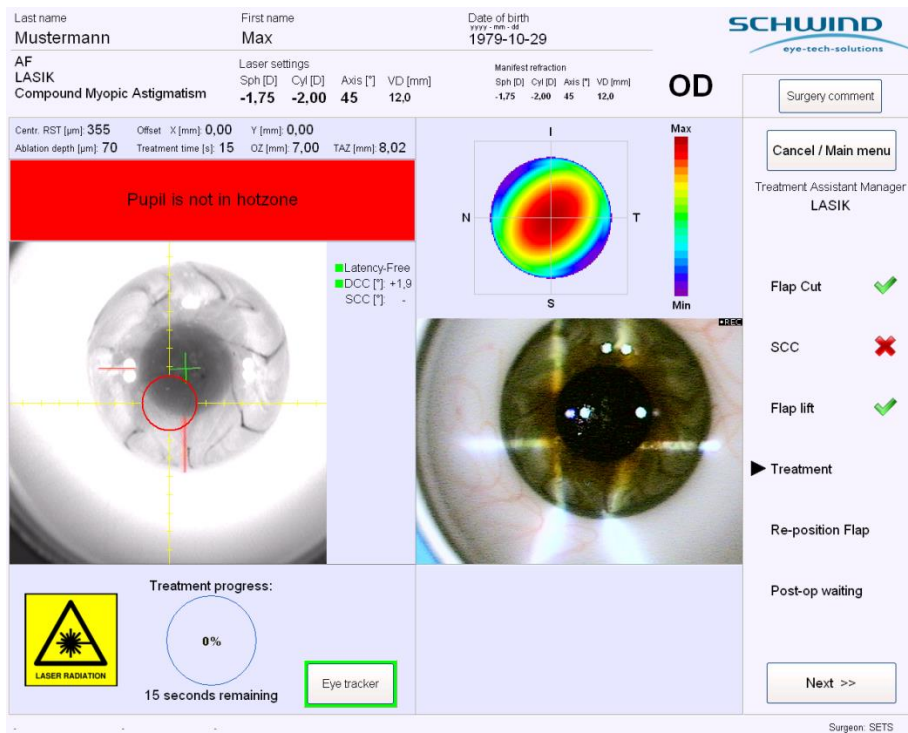 Last name
First name
Date of birth
yyyy - mm - dd
Mustermann
Max
1979-10-29
SCHWIND
eye-tech-solutions
AF
LASIK
Compound Myopic Astigmatism
Laser settings
Sph [D] Cyl [D] Axis [°] VD [mm]
-1,75 -2,00 45 12,0
Manifest refraction
Sph [D] Cyl [D] Axis [°] VD [mm]
-1,75 -2,00 45 12,0
OD
Surgery comment
Centr. RST [µm]: 355 Offset X [mm]: 0,00 Y [mm]: 0,00
Ablation depth [µm]: 70 Treatment time [s]: 15 OZ [mm]: 7,00 TAZ [mm]: 8,02
Pupil is not in hotzone
Latency-Free
DCC [°]: +1,9
SCC [°]: -
I
N
T
S
Max
Min
REC
Cancel / Main menu
Treatment Assistant Manager
LASIK
Flap Cut
SCC
Flap lift
Treatment
Re-position Flap
Post-op waiting
Treatment progress:
0%
15 seconds remaining
LASER RADIATION
Eye tracker
Next >>
Surgeon: SETS